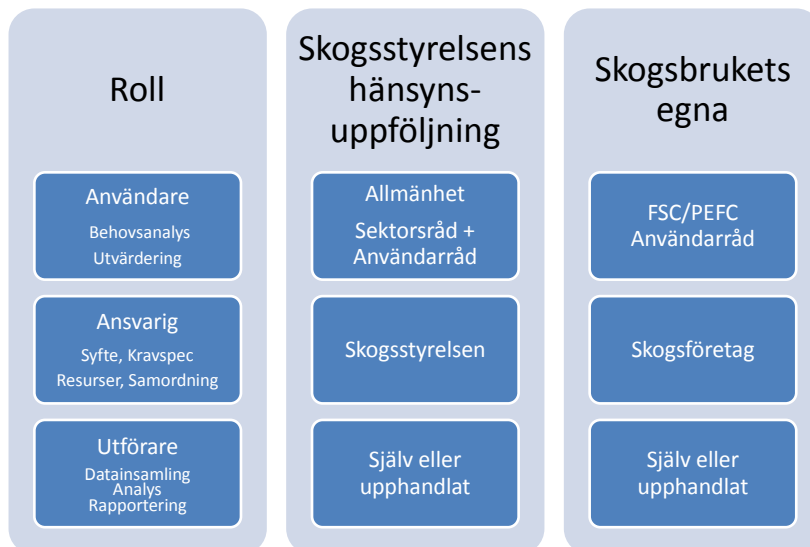 Roll
Användare
Behovsanalys
Utvärdering
Ansvarig
Syfte, Kravspec
Resurser, Samordning
Utförare
Datainsamling
Analys
Rapportering
Skogsstyrelsens
hänsyns-
uppföljning
Allmänhet
Sektorsråd +
Användarråd
Skogsstyrelsen
Själv eller
upphandlat
Skogsbrukets
egna
FSC/PEFC
Användarråd
Skogsföretag
Själv eller
upphandlat